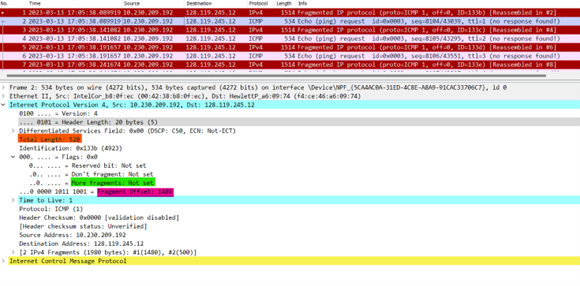 No. Time Source Destination Protocol Length Info
1 2023-03-13 17:05:38.089919 10.230.209.192 128.119.245.12 IPv4 1514 Fragmented IP protocol (proto=ICMP 1, off=0, ID=133b) [Reassembled in #2]
2 2023-03-13 17:05:38.089919 10.230.209.192 128.119.245.12 ICMP 534 Echo (ping) request id=0x0003, seq=8104/43039, ttl=1 (no response found!)
3 2023-03-13 17:05:38.141082 10.230.209.192 128.119.245.12 IPv4 1514 Fragmented IP protocol (proto=ICMP 1, off=0, ID=133c) [Reassembled in #4]
4 2023-03-13 17:05:38.141082 10.230.209.192 128.119.245.12 ICMP 534 Echo (ping) request id=0x0003, seq=8105/43295, ttl=2 (no response found!)
5 2023-03-13 17:05:38.191657 10.230.209.192 128.119.245.12 IPv4 1514 Fragmented IP protocol (proto=ICMP 1, off=0, ID=133d) [Reassembled in #6]
6 2023-03-13 17:05:38.191657 10.230.209.192 128.119.245.12 ICMP 534 Echo (ping) request id=0x0003, seq=8106/43551, ttl=3 (no response found!)
7 2023-03-13 17:05:38.241674 10.230.209.192 128.119.245.12 IPv4 1514 Fragmented IP protocol (proto=ICMP 1, off=0, ID=133e) [Reassembled in #8]
Frame 2: 534 bytes on wire (4272 bits), 534 bytes captured (4272 bits) on interface \Device\NPF_{5CA4AC0A-31ED-4C8E-A8A9-91CAC33706C7}, id 0
Ethernet II, Src: IntelCor_b8:0f:ec (00:42:38:b8:0f:ec), Dst: HewlettP_a6:09:74 (f4:ce:46:a6:09:74)
Internet Protocol Version 4, Src: 10.230.209.192, Dst: 128.119.245.12
0100 .... = Version: 4
.... 0101 = Header Length: 20 bytes (5)
Differentiated Services Field: 0x00 (DSCP: CS0, ECN: Not-ECT)
Total Length: 520
Identification: 0x133b (4923)
000. .... = Flags: 0x0
0... .... = Reserved bit: Not set
.0.. .... = Don't fragment: Not set
..0. .... = More fragments: Not set
...0 0000 1011 1001 = Fragment Offset: 1480
Time to Live: 1
Protocol: ICMP (1)
Header Checksum: 0x0000 [validation disabled]
[Header checksum status: Unverified]
Source Address: 10.230.209.192
Destination Address: 128.119.245.12
[2 IPv4 Fragments (1980 bytes): #1(1480), #2(500)]
Internet Control Message Protocol